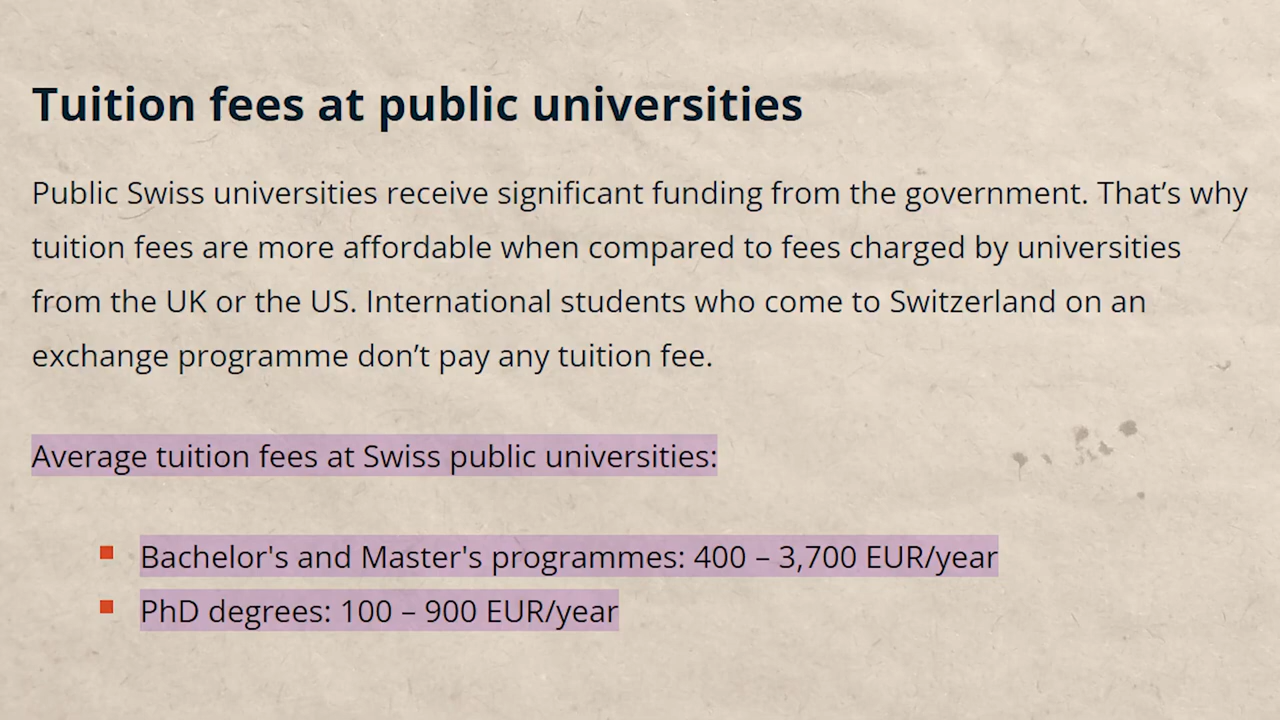 Tuition fees at public universities
Public Swiss universities receive significant funding from the government. That’s why
tuition fees are more affordable when compared to fees charged by universities
from the UK or the US. International students who come to Switzerland on an
exchange programme don’t pay any tuition fee.
Average tuition fees at Swiss public universities:
Bachelor's and Master's programmes: 400 – 3,700 EUR/year
PhD degrees: 100 – 900 EUR/year